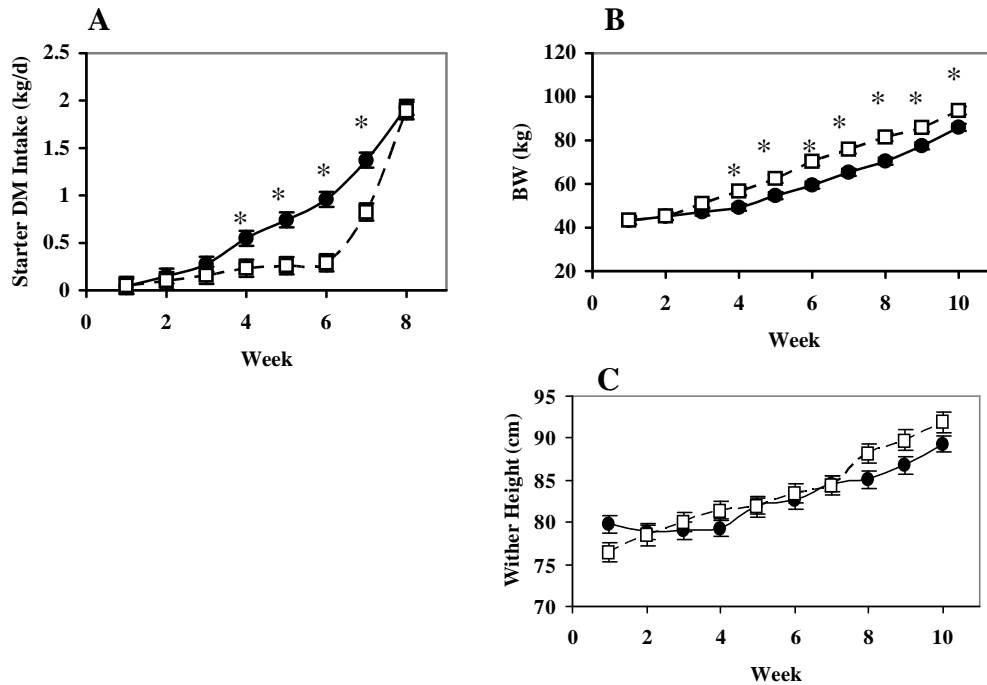 A
Starter DM Intake (kg/d)
2.5
2
1.5
1
0.5
0
* * * *
0 2 4 6 8
Week
B
BW (kg)
120
100
80
60
40
20
* * * * * * *
0 2 4 6 8 10
Week
C
Wither Height (cm)
95
90
85
80
75
70
0 2 4 6 8 10
Week